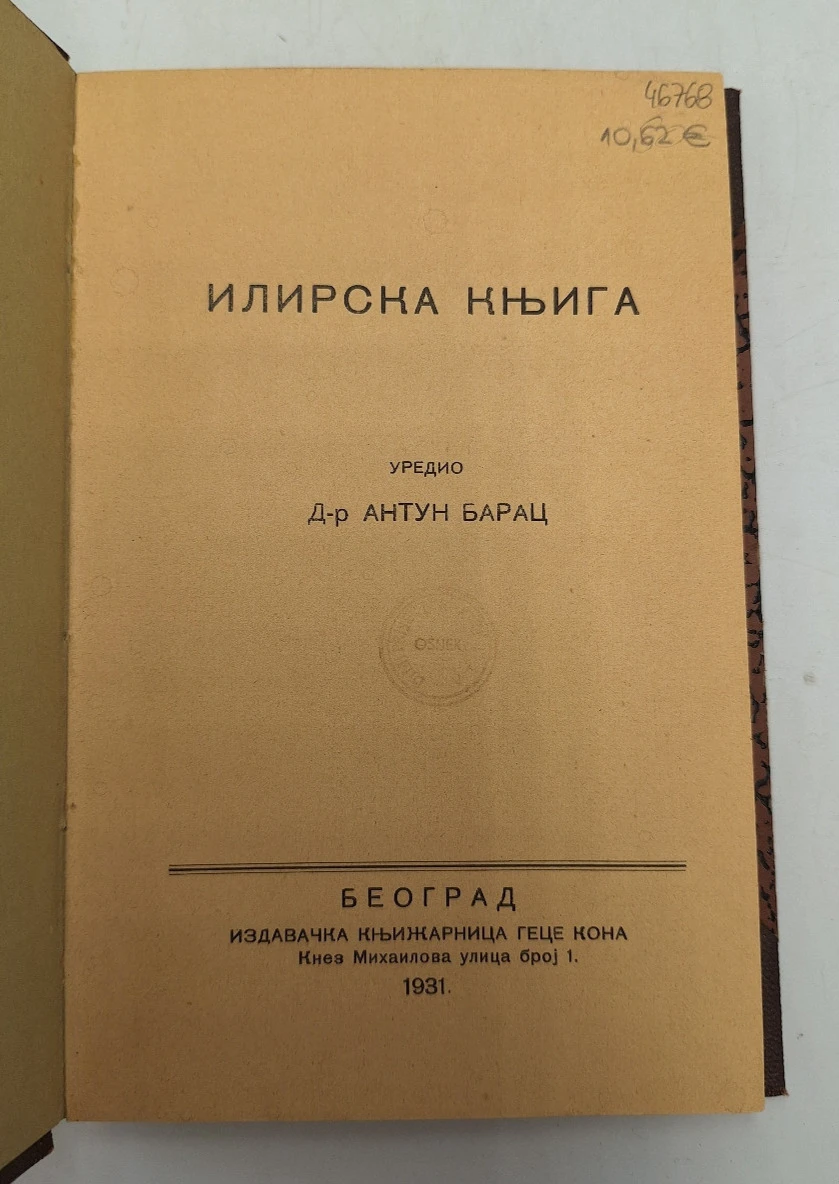 46768
10,62 €
ИЛИРСКА КЊИГА
УРЕДИО
Д-р АНТУН БАРАЦ
OSIJEK
БЕОГРАД
ИЗДАВАЧКА КЊИЖАРНИЦА ГЕЦЕ КОНА
Кнез Михаилова улица број 1.
1931.